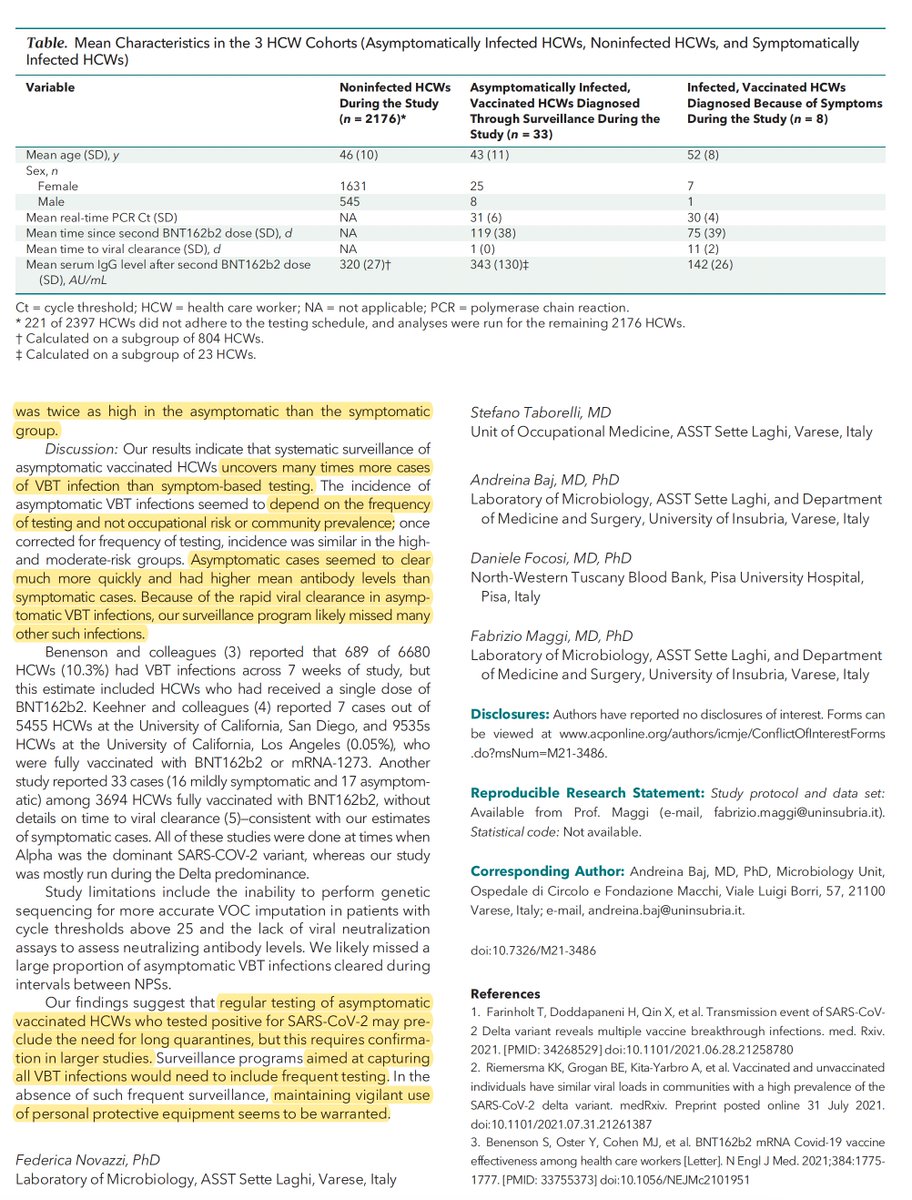 Table. Mean Characteristics in the 3 HCW Cohorts (Asymptomatically Infected HCWs, Noninfected HCWs, and Symptomatically
Infected HCWs)
Variable
Noninfected HCWs
During the Study
(n = 2176)*
Asymptomatically Infected,
Vaccinated HCWs Diagnosed
Through Surveillance During the
Study (n = 33)
Infected, Vaccinated HCWs
Diagnosed Because of Symptoms
During the Study (n = 8)
Mean age (SD), y 46 (10) 43 (11) 52 (8)
Sex, n
Female 1631 25 7
Male 545 8 1
Mean real-time PCR Ct (SD) NA 31 (6) 30 (4)
Mean time since second BNT162b2 dose (SD), d NA 119 (38) 75 (39)
Mean time to viral clearance (SD), d NA 1 (0) 11 (2)
Mean serum IgG level after second BNT162b2 dose 320 (27)† 343 (130)‡ 142 (26)
(SD), AU/mL
Ct = cycle threshold; HCW = health care worker; NA = not applicable; PCR = polymerase chain reaction.
* 221 of 2397 HCWs did not adhere to the testing schedule, and analyses were run for the remaining 2176 HCWs.
† Calculated on a subgroup of 804 HCWs.
‡ Calculated on a subgroup of 23 HCWs.
was twice as high in the asymptomatic than the symptomatic
group.
Discussion: Our results indicate that systematic surveillance of
asymptomatic vaccinated HCWs uncovers many times more cases
of VBT infection than symptom-based testing. The incidence of
asymptomatic VBT infections seemed to depend on the frequency
of testing and not occupational risk or community prevalence; once
corrected for frequency of testing, incidence was similar in the high-
and moderate-risk groups. Asymptomatic cases seemed to clear
much more quickly and had higher mean antibody levels than
symptomatic cases. Because of the rapid viral clearance in asymp-
tomatic VBT infections, our surveillance program likely missed many
other such infections.
Benenson and colleagues (3) reported that 689 of 6680
HCWs (10.3%) had VBT infections across 7 weeks of study, but
this estimate included HCWs who had received a single dose of
BNT162b2. Keehner and colleagues (4) reported 7 cases out of
5455 HCWs at the University of California, San Diego, and 9535s
HCWs at the University of California, Los Angeles (0.05%), who
were fully vaccinated with BNT162b2 or mRNA-1273. Another
study reported 33 cases (16 mildly symptomatic and 17 asymptom-
atic) among 3694 HCWs fully vaccinated with BNT162b2, without
details on time to viral clearance (5)–consistent with our estimates
of symptomatic cases. All of these studies were done at times when
Alpha was the dominant SARS-COV-2 variant, whereas our study
was mostly run during the Delta predominance.
Study limitations include the inability to perform genetic
sequencing for more accurate VOC imputation in patients with
cycle thresholds above 25 and the lack of viral neutralization
assays to assess neutralizing antibody levels. We likely missed a
large proportion of asymptomatic VBT infections cleared during
intervals between NPSs.
Our findings suggest that regular testing of asymptomatic
vaccinated HCWs who tested positive for SARS-CoV-2 may pre-
clude the need for long quarantines, but this requires confirma-
tion in larger studies. Surveillance programs aimed at capturing
all VBT infections would need to include frequent testing. In the
absence of such frequent surveillance, maintaining vigilant use
of personal protective equipment seems to be warranted.
Federica Novazzi, PhD
Laboratory of Microbiology, ASST Sette Laghi, Varese, Italy
Stefano Taborelli, MD
Unit of Occupational Medicine, ASST Sette Laghi, Varese, Italy
Andreina Baj, MD, PhD
Laboratory of Microbiology, ASST Sette Laghi, and Department
of Medicine and Surgery, University of Insubria, Varese, Italy
Daniele Focosi, MD, PhD
North-Western Tuscany Blood Bank, Pisa University Hospital,
Pisa, Italy
Fabrizio Maggi, MD, PhD
Laboratory of Microbiology, ASST Sette Laghi, and Department
of Medicine and Surgery, University of Insubria, Varese, Italy
Disclosures: Authors have reported no disclosures of interest. Forms can
be viewed at www.acponline.org/authors/icmje/ConflictOfInterestForms
.do?msNum=M21-3486.
Reproducible Research Statement: Study protocol and data set:
Available from Prof. Maggi (e-mail, fabrizio.maggi@uninsubria.it).
Statistical code: Not available.
Corresponding Author: Andreina Baj, MD, PhD, Microbiology Unit,
Ospedale di Circolo e Fondazione Macchi, Viale Luigi Borri, 57, 21100
Varese, Italy; e-mail, andreina.baj@uninsubria.it.
doi:10.7326/M21-3486
References
1. Farinholt T, Doddapaneni H, Qin X, et al. Transmission event of SARS-CoV-
2 Delta variant reveals multiple vaccine breakthrough infections. med. Rxiv.
2021. [PMID: 34268529] doi:10.1101/2021.06.28.21258780
2. Riemersma KK, Grogan BE, Kita-Yarbro A, et al. Vaccinated and unvaccinated
individuals have similar viral loads in communities with a high prevalence of the
SARS-CoV-2 delta variant. medRxiv. Preprint posted online 31 July 2021.
doi:10.1101/2021.07.31.21261387
3. Benenson S, Oster Y, Cohen MJ, et al. BNT162b2 mRNA Covid-19 vaccine
effectiveness among health care workers [Letter]. N Engl J Med. 2021;384:1775-
1777. [PMID: 33755373] doi:10.1056/NEJMc2101951